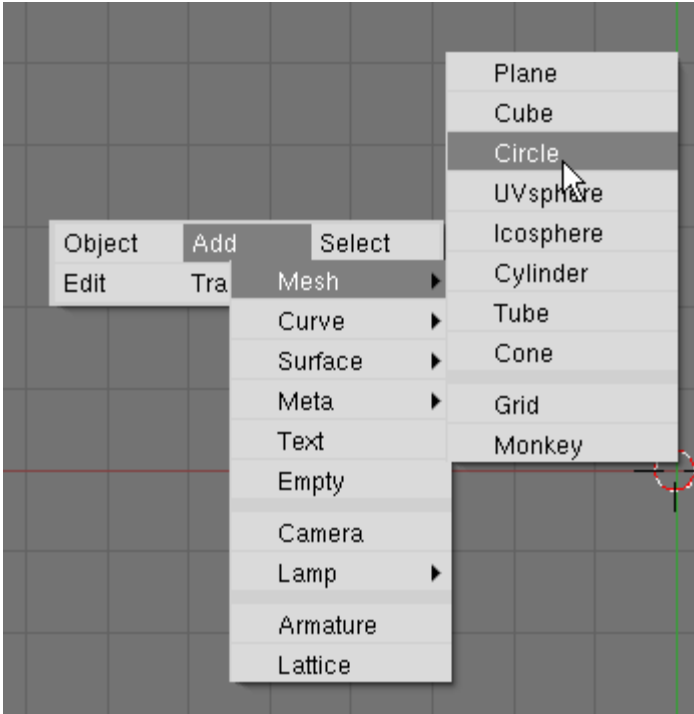 Object Add Select
Edit Tra
Mesh
Curve
Surface
Meta
Text
Empty
Camera
Lamp
Armature
Lattice
Plane
Cube
Circle
UVsphere
Icosphere
Cylinder
Tube
Cone
Grid
Monkey